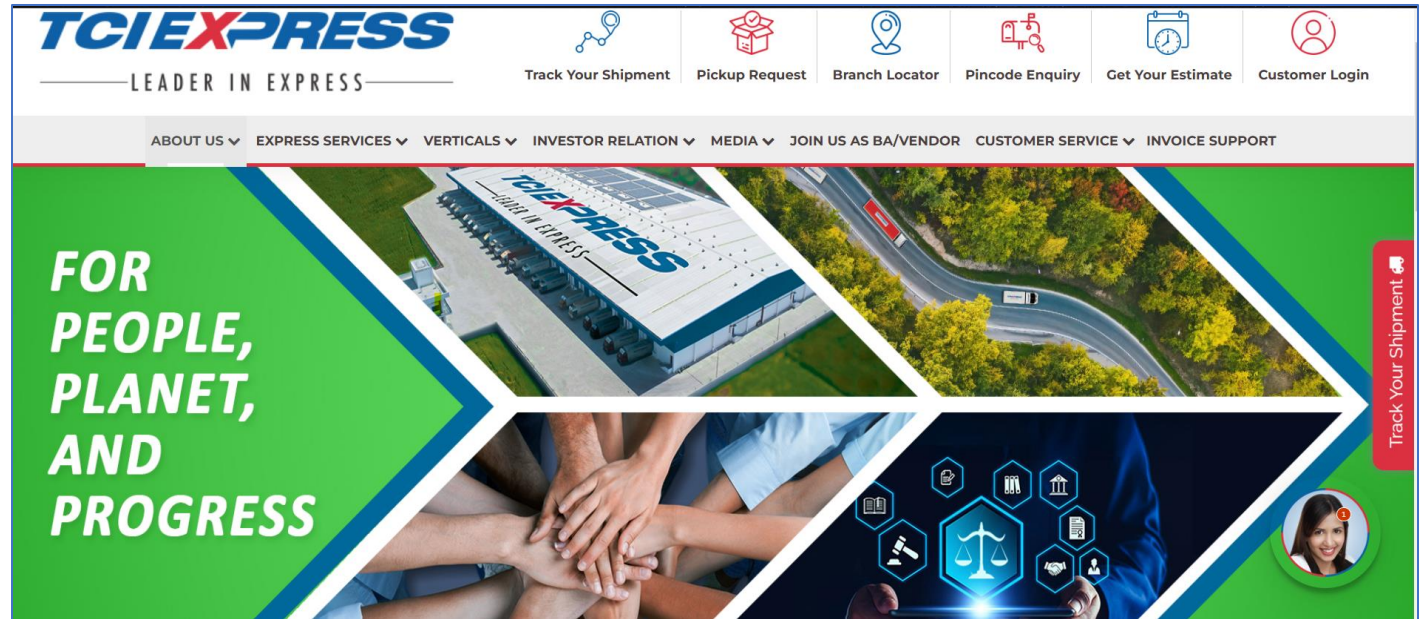 TCIEXPRESS
LEADER IN EXPRESS
Track Your Shipment
Pickup Request
Branch Locator
Pincode Enquiry
Get Your Estimate
Customer Login
ABOUT US
EXPRESS SERVICES
VERTICALS
INVESTOR RELATION
MEDIA
JOIN US AS BA/VENDOR
CUSTOMER SERVICE
INVOICE SUPPORT
FOR
PEOPLE,
PLANET,
AND
PROGRESS
TCIEXPRESS
LEADER IN EXPRESS
Track Your Shipment
1